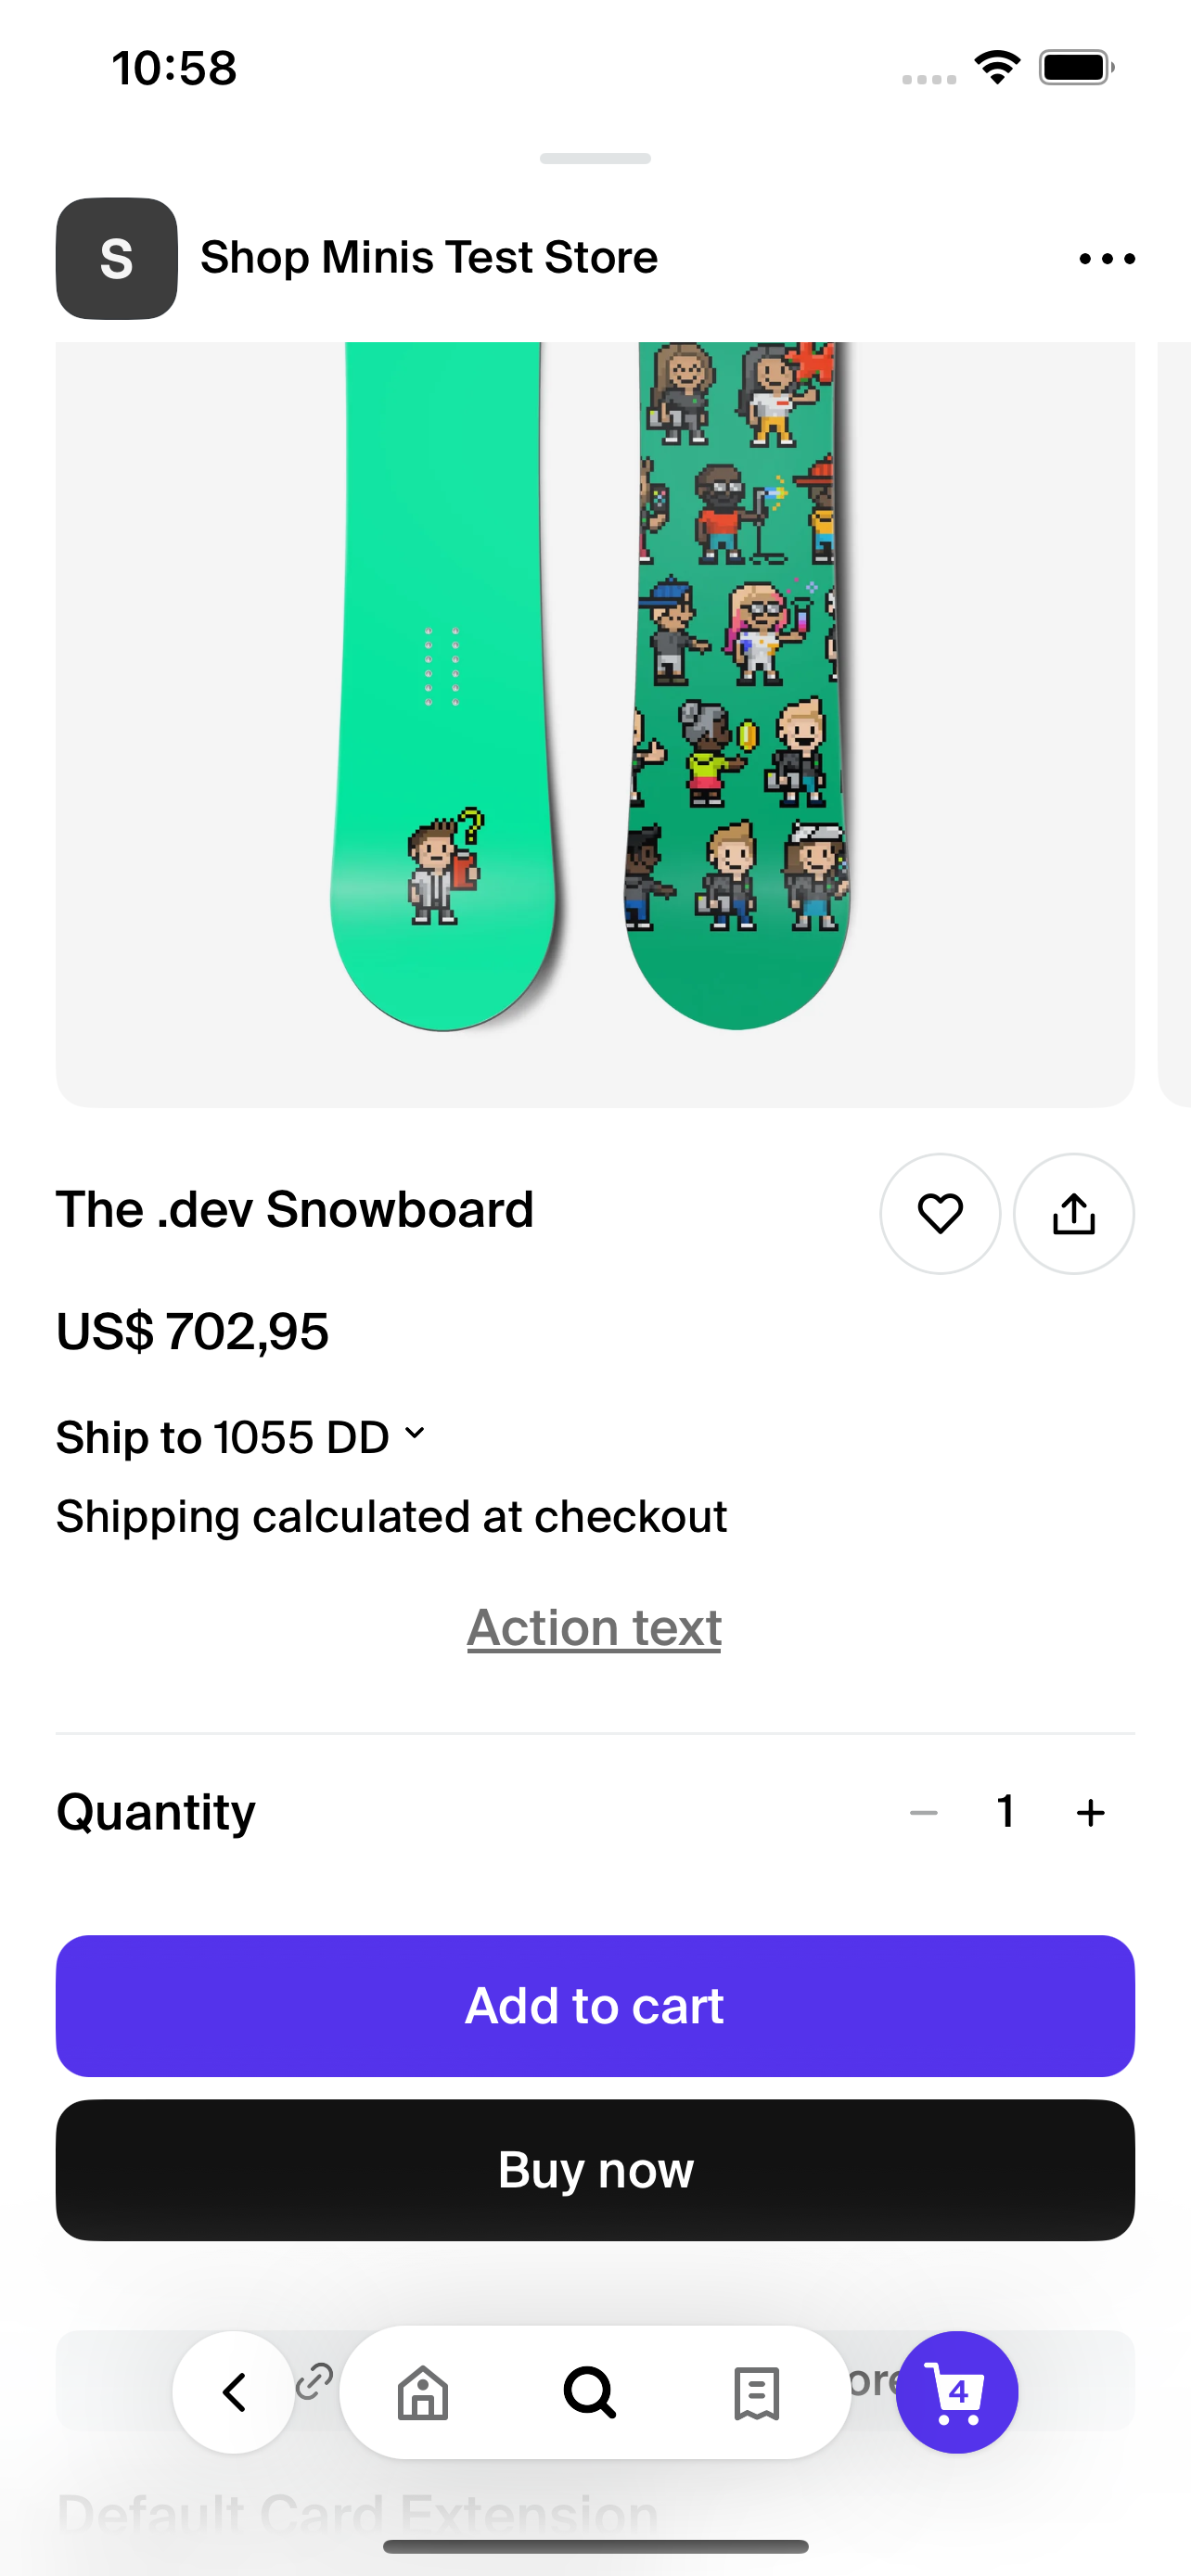 10:58
S
Shop Minis Test Store
The .dev Snowboard
US$ 702,95
Ship to 1055 DD
Shipping calculated at checkout
Action text
Quantity
1
Add to cart
Buy now
4
Default Card Extension